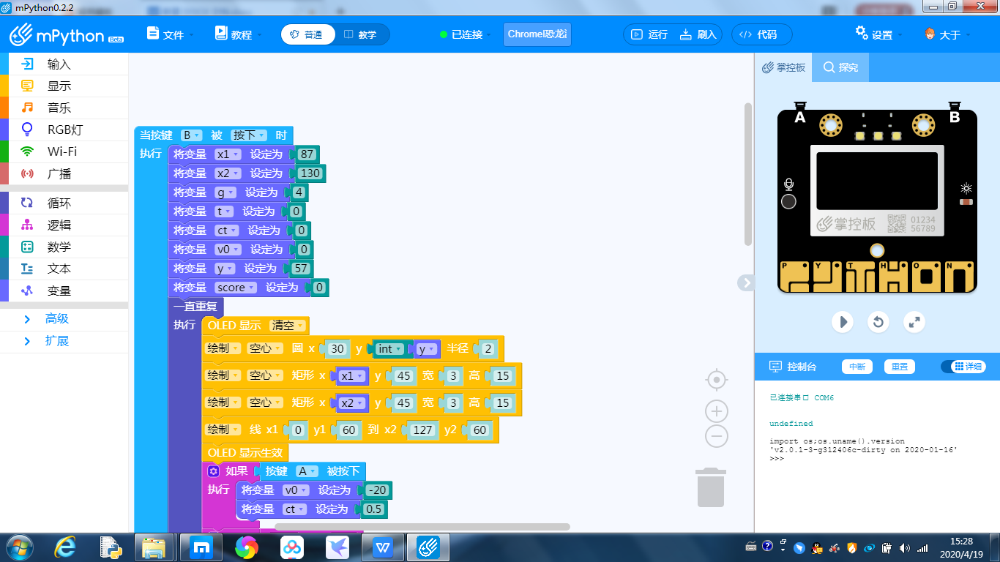 mPython0.2.2
mPython Beta 文件 教程 普通 教学 已连接 Chrome恐龙 运行 刷入 代码 设置 大于
输入
显示
音乐
RGB灯
Wi-Fi
广播
循环
逻辑
数学
文本
变量
高级
扩展
当按键 B 被 按下 时
执行 将变量 x1 设定为 87
将变量 x2 设定为 130
将变量 g 设定为 4
将变量 t 设定为 0
将变量 ct 设定为 0
将变量 v0 设定为 0
将变量 y 设定为 57
将变量 score 设定为 0
一直重复
执行 OLED 显示 清空
绘制 空心 圆 x 30 y int y 半径 2
绘制 空心 矩形 x x1 y 45 宽 3 高 15
绘制 空心 矩形 x x2 y 45 宽 3 高 15
绘制 线 x1 0 y1 60 到 x2 127 y2 60
OLED 显示生效
如果 按键 A 被按下
执行 将变量 v0 设定为 -20
将变量 ct 设定为 0.5
掌控板 探究
A B
掌控板 01234
56789
P Y T H O N
控制台 中断 重置 详细
已连接串口 COM6
undefined
import os;os.uname().version
'v2.0.1-3-g312406c-dirty on 2020-01-16'
>>>
15:28
2020/4/19